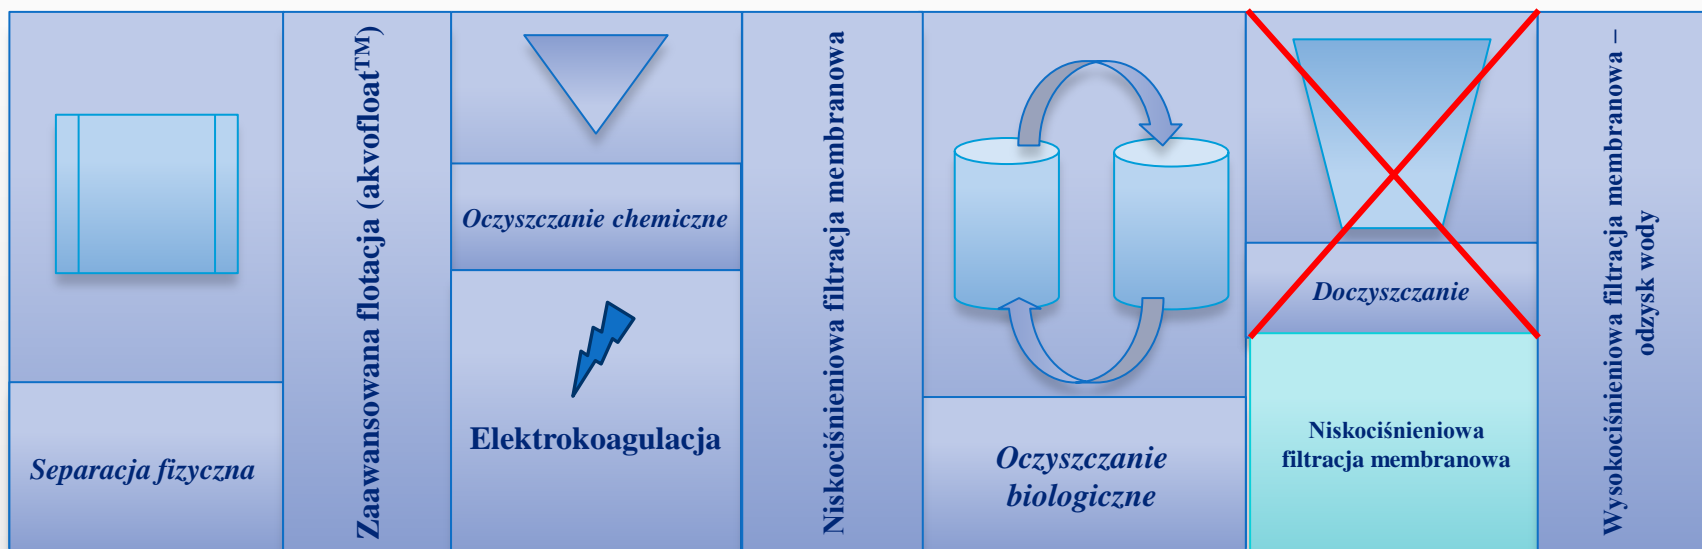 Separacja fizyczna
Zaawansowana flotacja (akvofloat™)
Oczyszczanie chemiczne
Elektrokoagulacja
Niskociśnieniowa filtracja membranowa
Oczyszczanie
biologiczne
Doczyszczanie
Niskociśnieniowa
filtracja membranowa
Wysokociśnieniowa filtracja membranowa –
odzysk wody